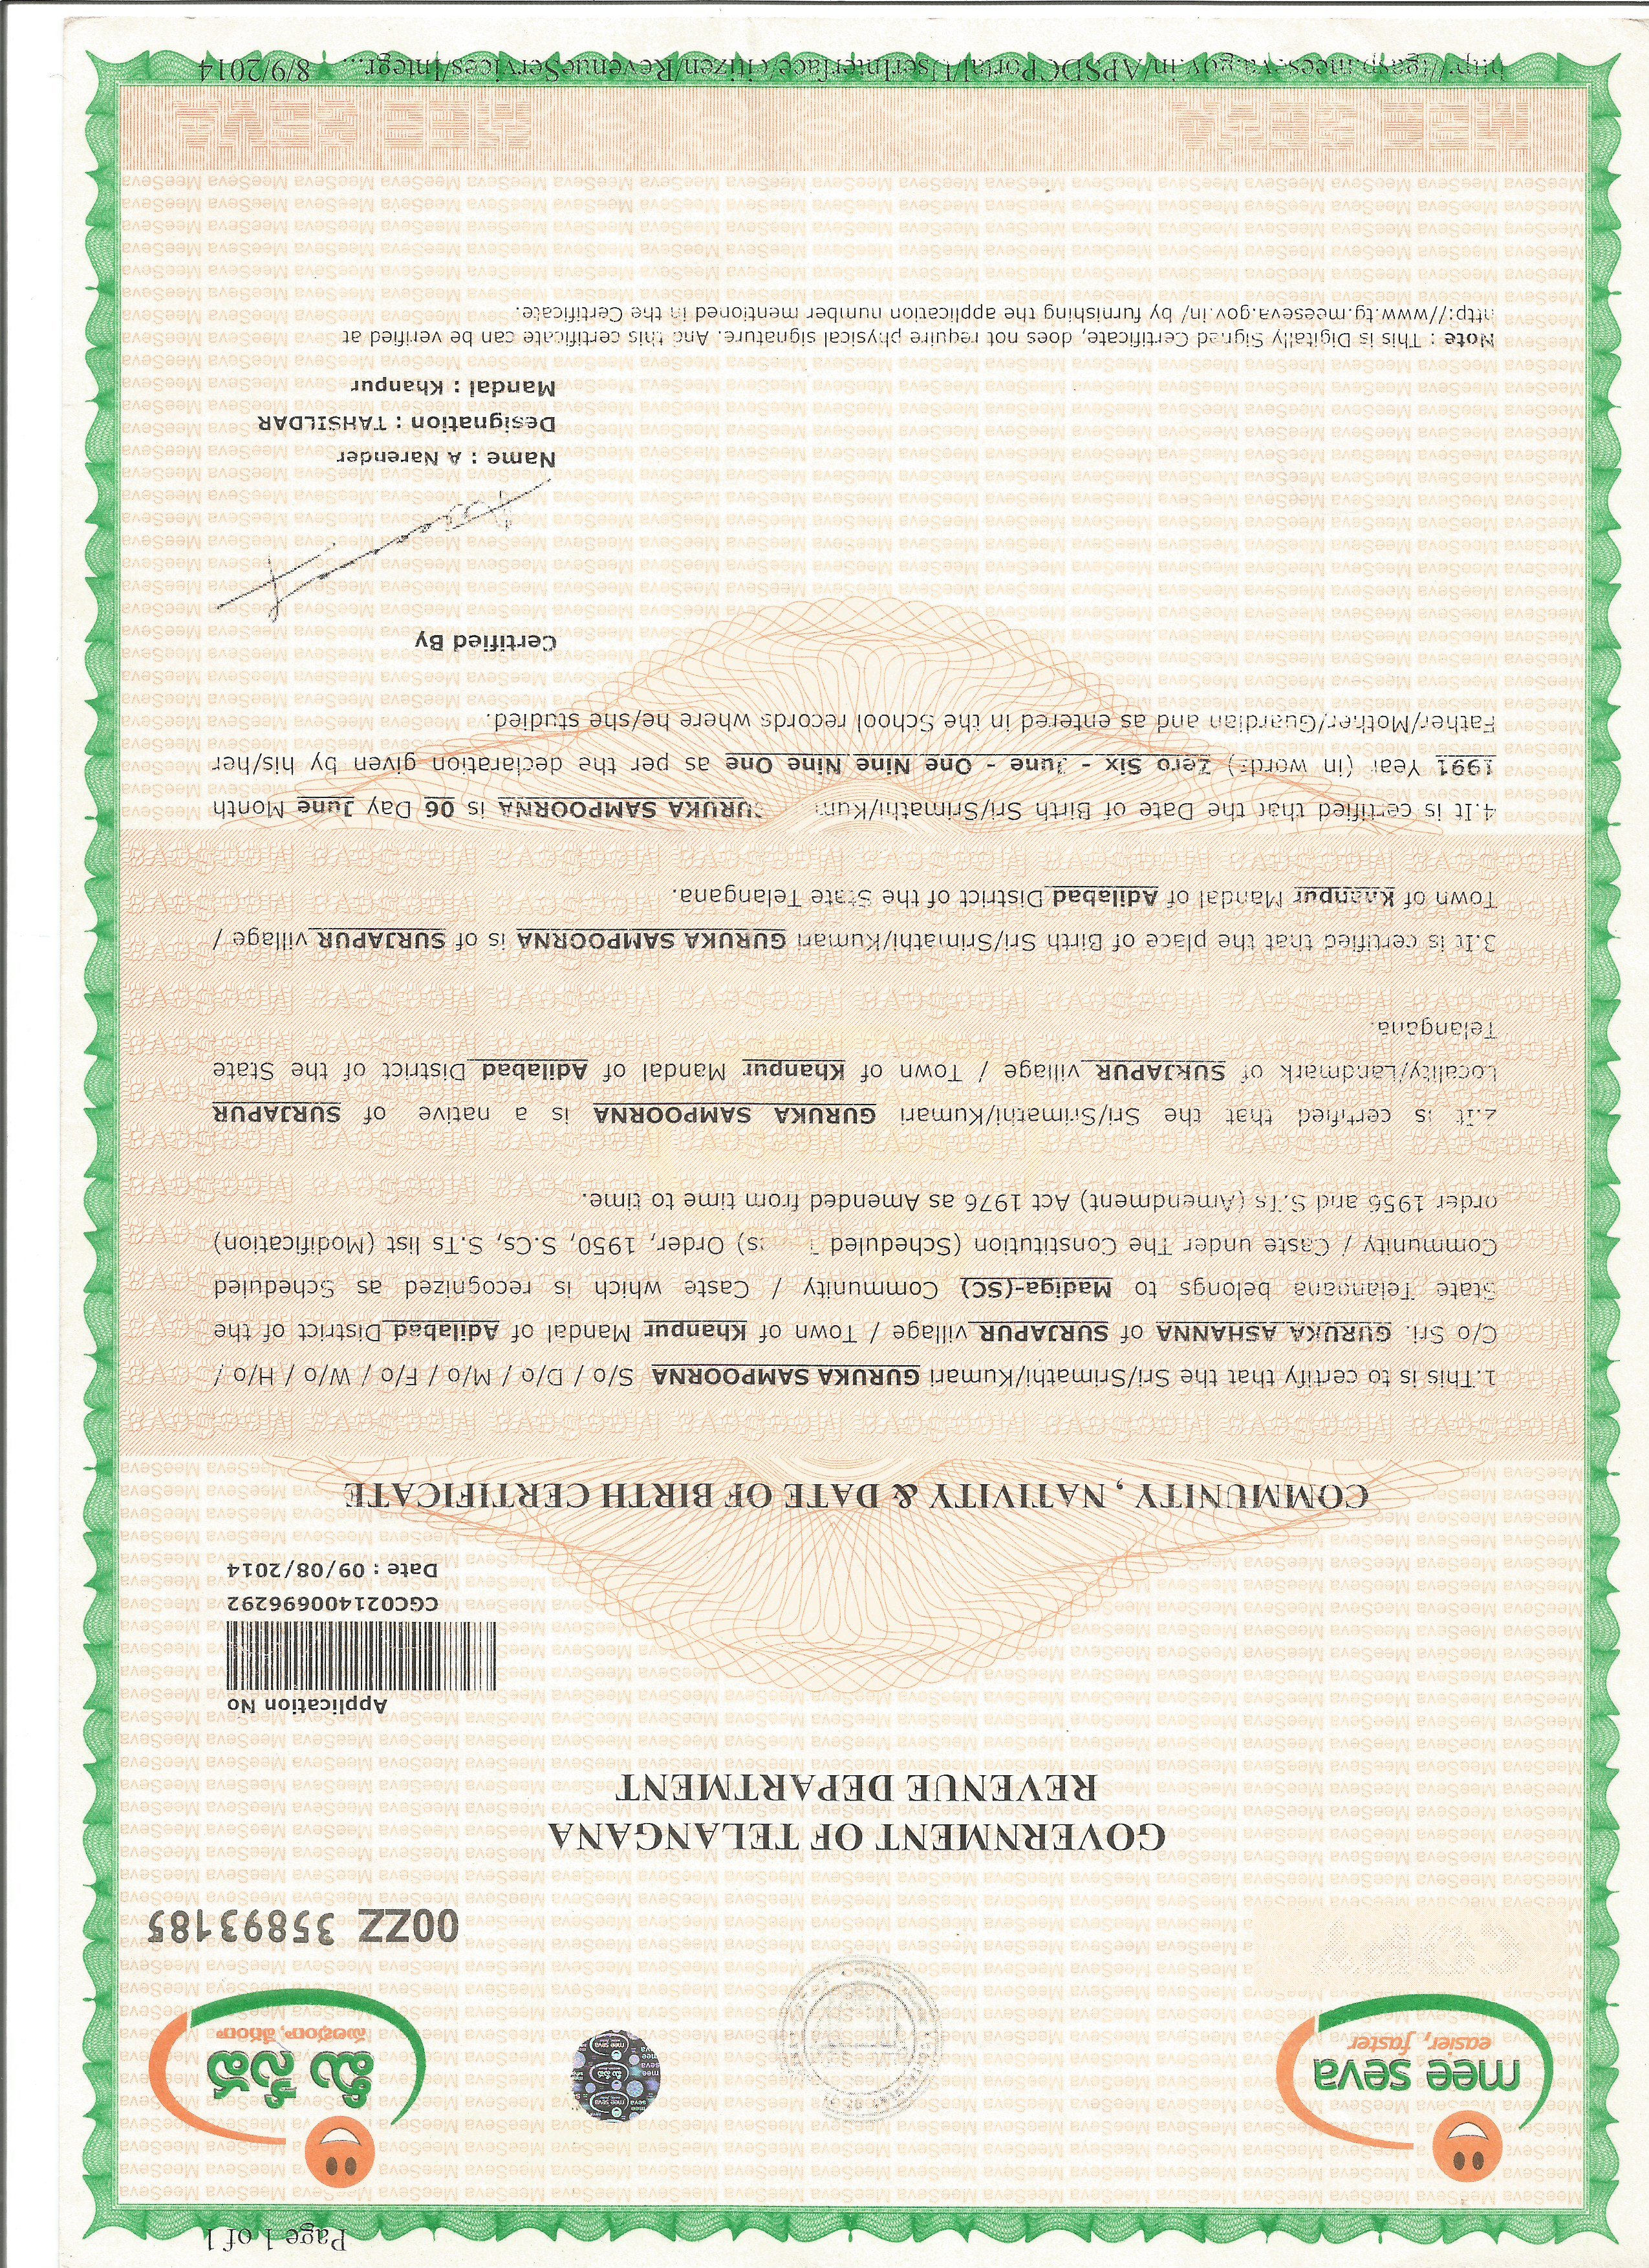 Page 1 of 1
mee seva
easier, faster
మీ సేవ
00ZZ 35893185
GOVERNMENT OF TELANGANA
REVENUE DEPARTMENT
Application No
CGC021400696292
Date : 09/08/2014
COMMUNITY, NATIVITY & DATE OF BIRTH CERTIFICATE
1.This is to certify that the Sri/Srimathi/Kumari GURUKA SAMPOORNA S/o / D/o / M/o / F/o / W/o / H/o /
C/o Sri. GURUKA ASHANNA of SURJAPUR village / Town of Khanpur Mandal of Adilabad District of the
State Telangana belongs to Madiga-(SC) Community / Caste which is recognized as Scheduled
Community / Caste under The Constitution (Scheduled Order, 1950, S.Cs, S.Ts list (Modification)
order 1956 and S.Ts (Amendment) Act 1976 as Amended from time to time.
2.It is certified that the Sri/Srimathi/Kumari GURUKA SAMPOORNA is a native of SURJAPUR
Locality/Landmark of SURJAPUR village / Town of Khanpur Mandal of Adilabad District of the State
Telangana.
3.It is certified that the place of Birth Sri/Srimathi/Kumari GURUKA SAMPOORNA is of SURJAPUR village /
Town of Khanpur Mandal of Adilabad District of the State Telangana.
4.It is certified that the Date of Birth Sri/Srimathi/Kum URUKA SAMPOORNA is 06 Day June Month
1991 Year (in words) Zero Six - June - One Nine Nine One as per the declaration given by his/her
Father/Mother/Guardian and as entered in the School records where he/she studied.
Certified By
Name : A Narender
Designation : TAHSILDAR
Mandal : Khanpur
Note : This is Digitally Signed Certificate, does not require physical signature. And this certificate can be verified at
http://www.tg.meeseva.gov.in/ by furnishing the application number mentioned in the Certificate.
MEE SEVA MEE SEVA
http://tgasp.meeseva.gov.in/APSDCPortal/UserInterface/Citizen/RevenueServices/Integr... 8/9/2014